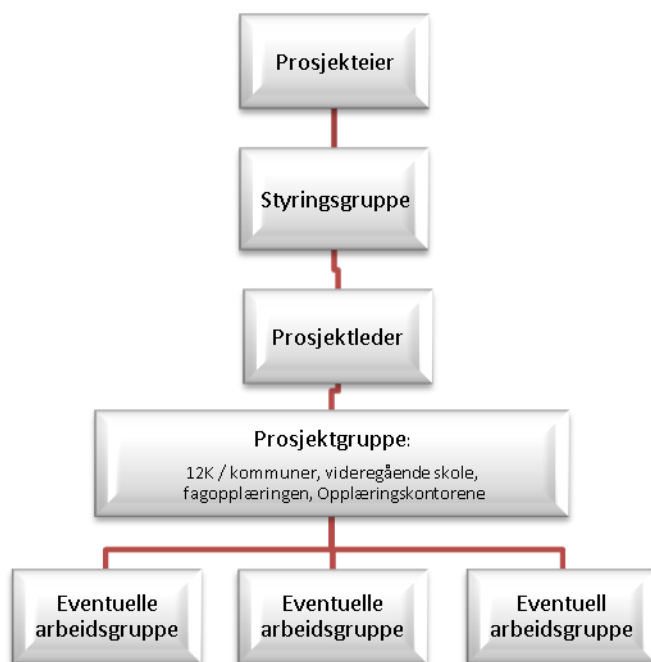 Prosjekteier
Styringsgruppe
Prosjektleder
Prosjektgruppe:
12K / kommuner, videregående skole,
fagopplæringen, Opplæringskontorene
Eventuelle
arbeidsgruppe
Eventuelle
arbeidsgruppe
Eventuell
arbeidsgruppe